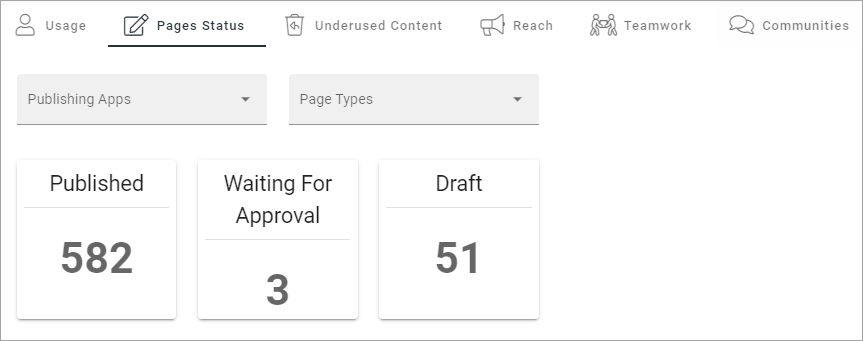 Usage Pages Status Underused Content Reach Teamwork Communities
Publishing Apps Page Types
Published Waiting For Draft
Approval
582 51
3